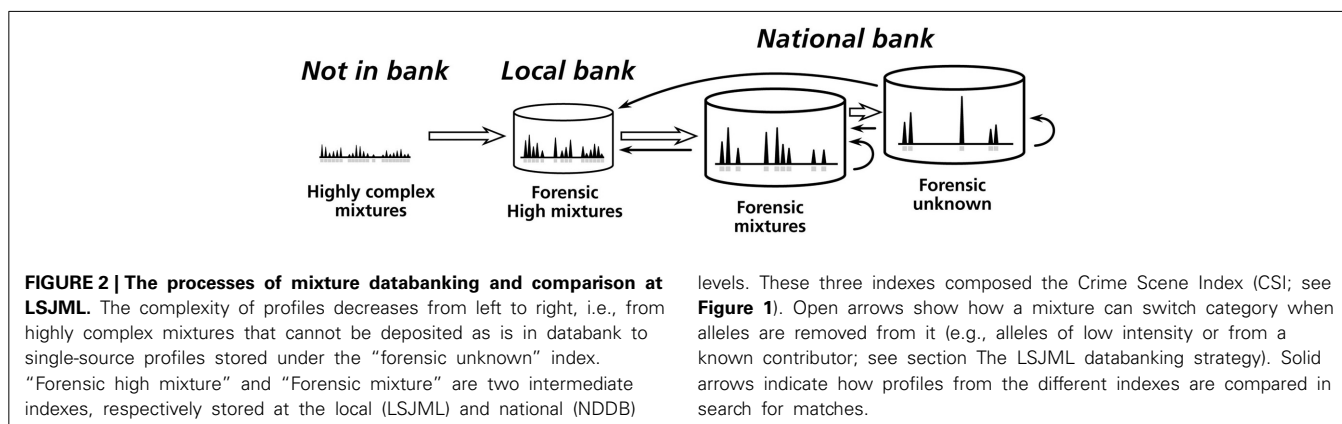 National bank
Not in bank
Local bank
Highly complex
mixtures
Forensic
High mixtures
Forensic
mixtures
Forensic
unknown
FIGURE 2 | The processes of mixture databanking and comparison at
LSJML. The complexity of profiles decreases from left to right, i.e., from
highly complex mixtures that cannot be deposited as is in databank to
single-source profiles stored under the “forensic unknown” index.
“Forensic high mixture” and “Forensic mixture” are two intermediate
indexes, respectively stored at the local (LSJML) and national (NDDB)
levels. These three indexes composed the Crime Scene Index (CSI; see
Figure 1). Open arrows show how a mixture can switch category when
alleles are removed from it (e.g., alleles of low intensity or from a
known contributor; see section The LSJML databanking strategy). Solid
arrows indicate how profiles from the different indexes are compared in
search for matches.